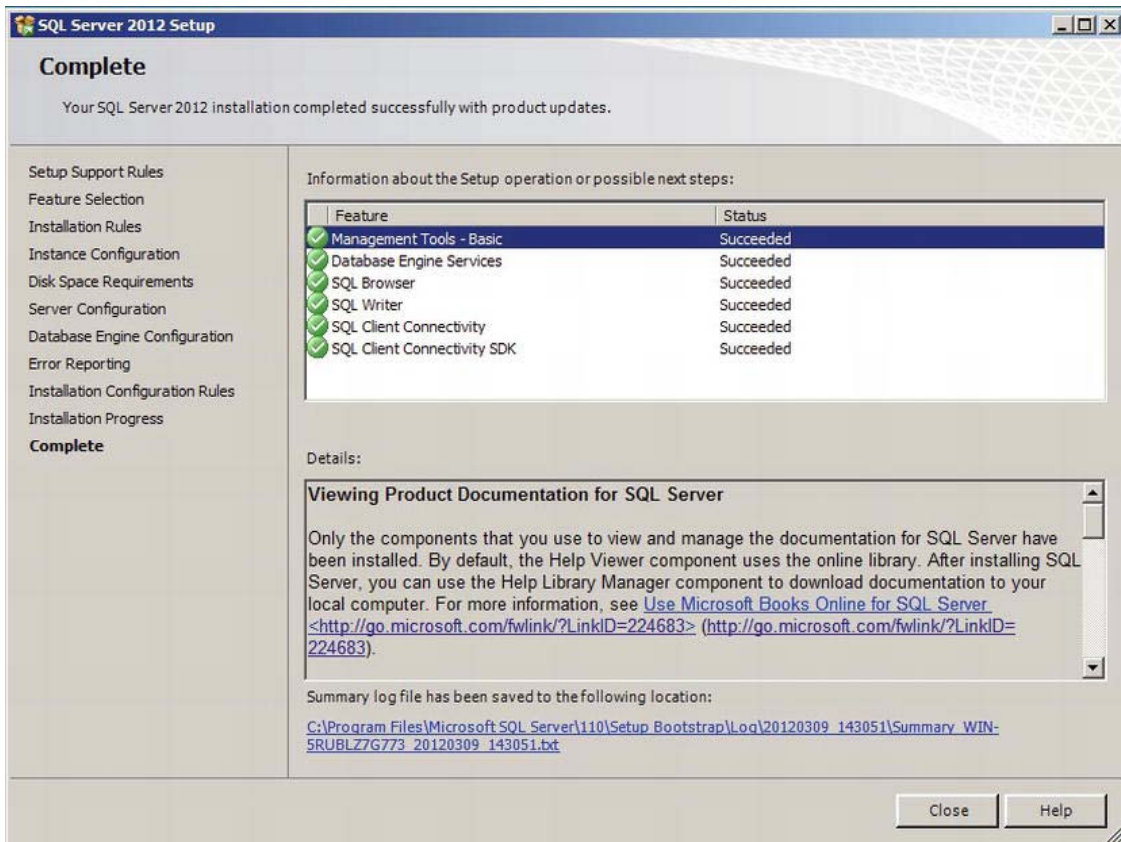 SQL Server 2012 Setup
Complete
Your SQL Server 2012 installation completed successfully with product updates.
Setup Support Rules
Feature Selection
Installation Rules
Instance Configuration
Disk Space Requirements
Server Configuration
Database Engine Configuration
Error Reporting
Installation Configuration Rules
Installation Progress
Complete
Information about the Setup operation or possible next steps:
Feature Status
Management Tools - Basic Succeeded
Database Engine Services Succeeded
SQL Browser Succeeded
SQL Writer Succeeded
SQL Client Connectivity Succeeded
SQL Client Connectivity SDK Succeeded
Details:
Viewing Product Documentation for SQL Server
Only the components that you use to view and manage the documentation for SQL Server have
been installed. By default, the Help Viewer component uses the online library. After installing SQL
Server, you can use the Help Library Manager component to download documentation to your
local computer. For more information, see Use Microsoft Books Online for SQL Server
<http://go.microsoft.com/fwlink/?LinkID=224683> (http://go.microsoft.com/fwlink/?LinkID=
224683).
Summary log file has been saved to the following location:
C:\Program Files\Microsoft SQL Server\110\Setup Bootstrap\Log\20120309_143051\Summary_WIN-
5RUBLZ7G773_20120309_143051.txt
Close Help